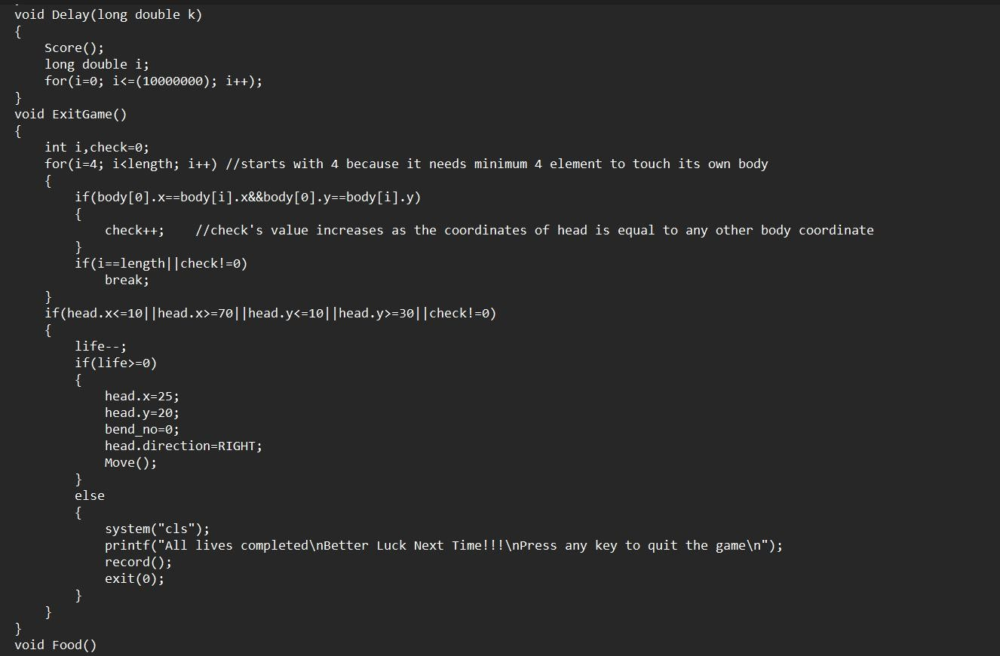 void Delay(long double k)
{
    Score();
    long double i;
    for(i=0; i<=(10000000); i++);
}
void ExitGame()
{
    int i,check=0;
    for(i=4; i<length; i++) //starts with 4 because it needs minimum 4 element to touch its own body
    {
        if(body[0].x==body[i].x&&body[0].y==body[i].y)
        {
            check++;    //check's value increases as the coordinates of head is equal to any other body coordinate
        }
        if(i==length||check!=0)
            break;
    }
    if(head.x<=10||head.x>=70||head.y<=10||head.y>=30||check!=0)
    {
        life--;
        if(life>=0)
        {
            head.x=25;
            head.y=20;
            bend_no=0;
            head.direction=RIGHT;
            Move();
        }
        else
        {
            system("cls");
            printf("All lives completed\nBetter Luck Next Time!!!\nPress any key to quit the game\n");
            record();
            exit(0);
        }
    }
}
void Food()